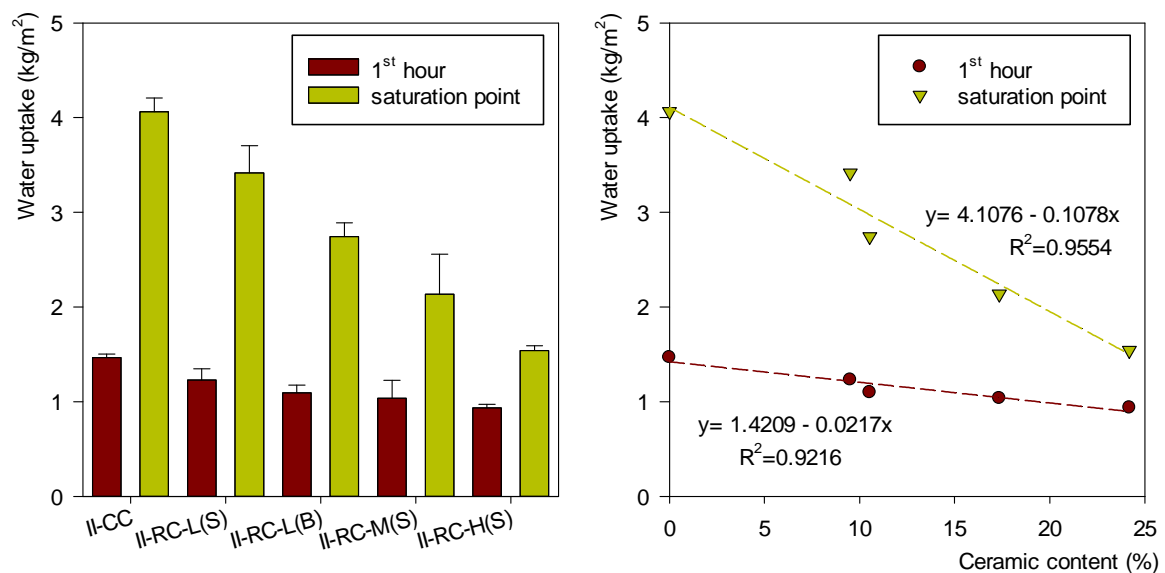 Water uptake (kg/m²)
5
4
3
2
1
0
1st hour
saturation point
II-CC
II-RC-L(S)
II-RC-L(B)
II-RC-M(S)
II-RC-H(S)
Water uptake (kg/m²)
5
4
3
2
1
0
1st hour
saturation point
y= 4.1076 - 0.1078x
R²=0.9554
y= 1.4209 - 0.0217x
R²=0.9216
0 5 10 15 20 25
Ceramic content (%)